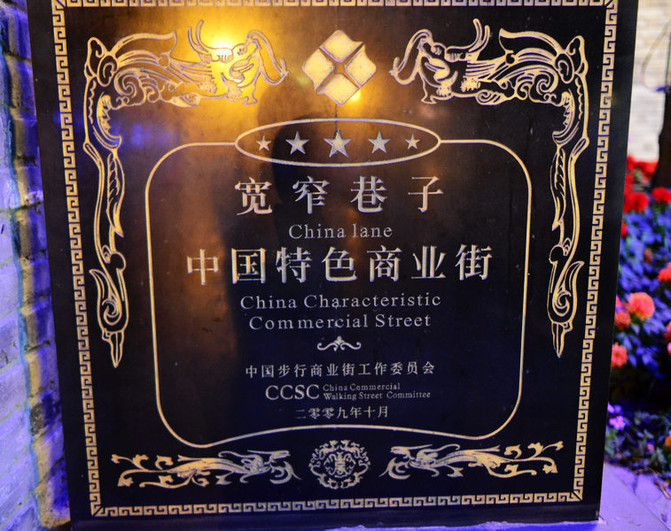 宽窄巷子
China lane
中国特色商业街
China Characteristic
Commercial Street
中国步行商业街工作委员会
CCSC China Commercial
Walking Street Committee
二零零九年十月